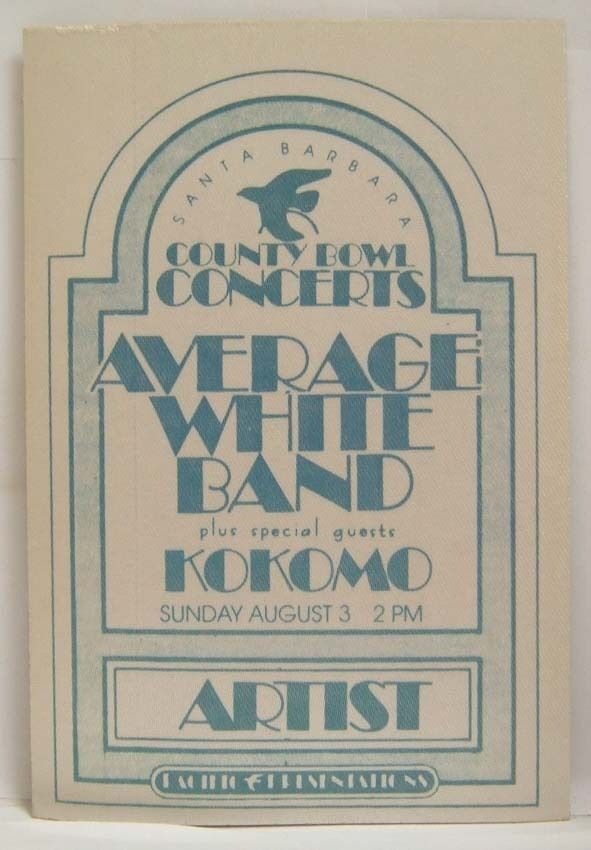 SANTA BARBARA
COUNTY BOWL
CONCERTS
AVERAGE
WHITE
BAND
plus special guests
KOKOMO
SUNDAY AUGUST 3 2 PM
ARTIST
PACIFIC PRESENTATIONS